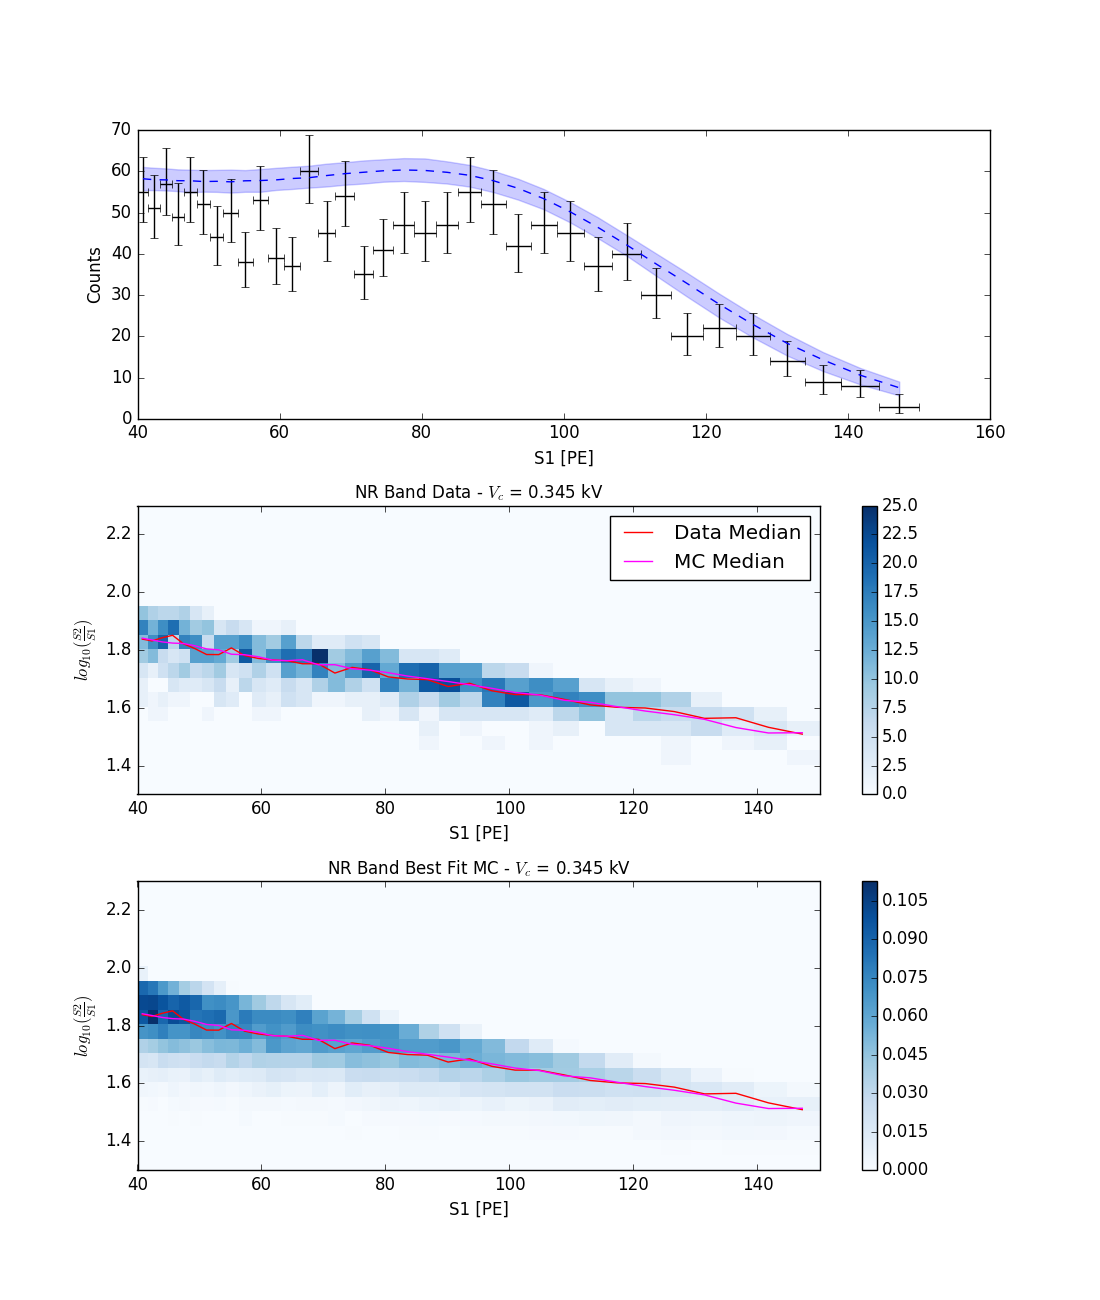 70
60
50
40
30
20
10
0
Counts
40 60 80 100 120 140 160
S1 [PE]
NR Band Data - V_c = 0.345 kV
2.2
2.0
1.8
1.6
1.4
log_10(S2/S1)
Data Median
MC Median
25.0
22.5
20.0
17.5
15.0
12.5
10.0
7.5
5.0
2.5
0.0
40 60 80 100 120 140
S1 [PE]
NR Band Best Fit MC - V_c = 0.345 kV
2.2
2.0
1.8
1.6
1.4
log_10(S2/S1)
0.105
0.090
0.075
0.060
0.045
0.030
0.015
0.000
40 60 80 100 120 140
S1 [PE]